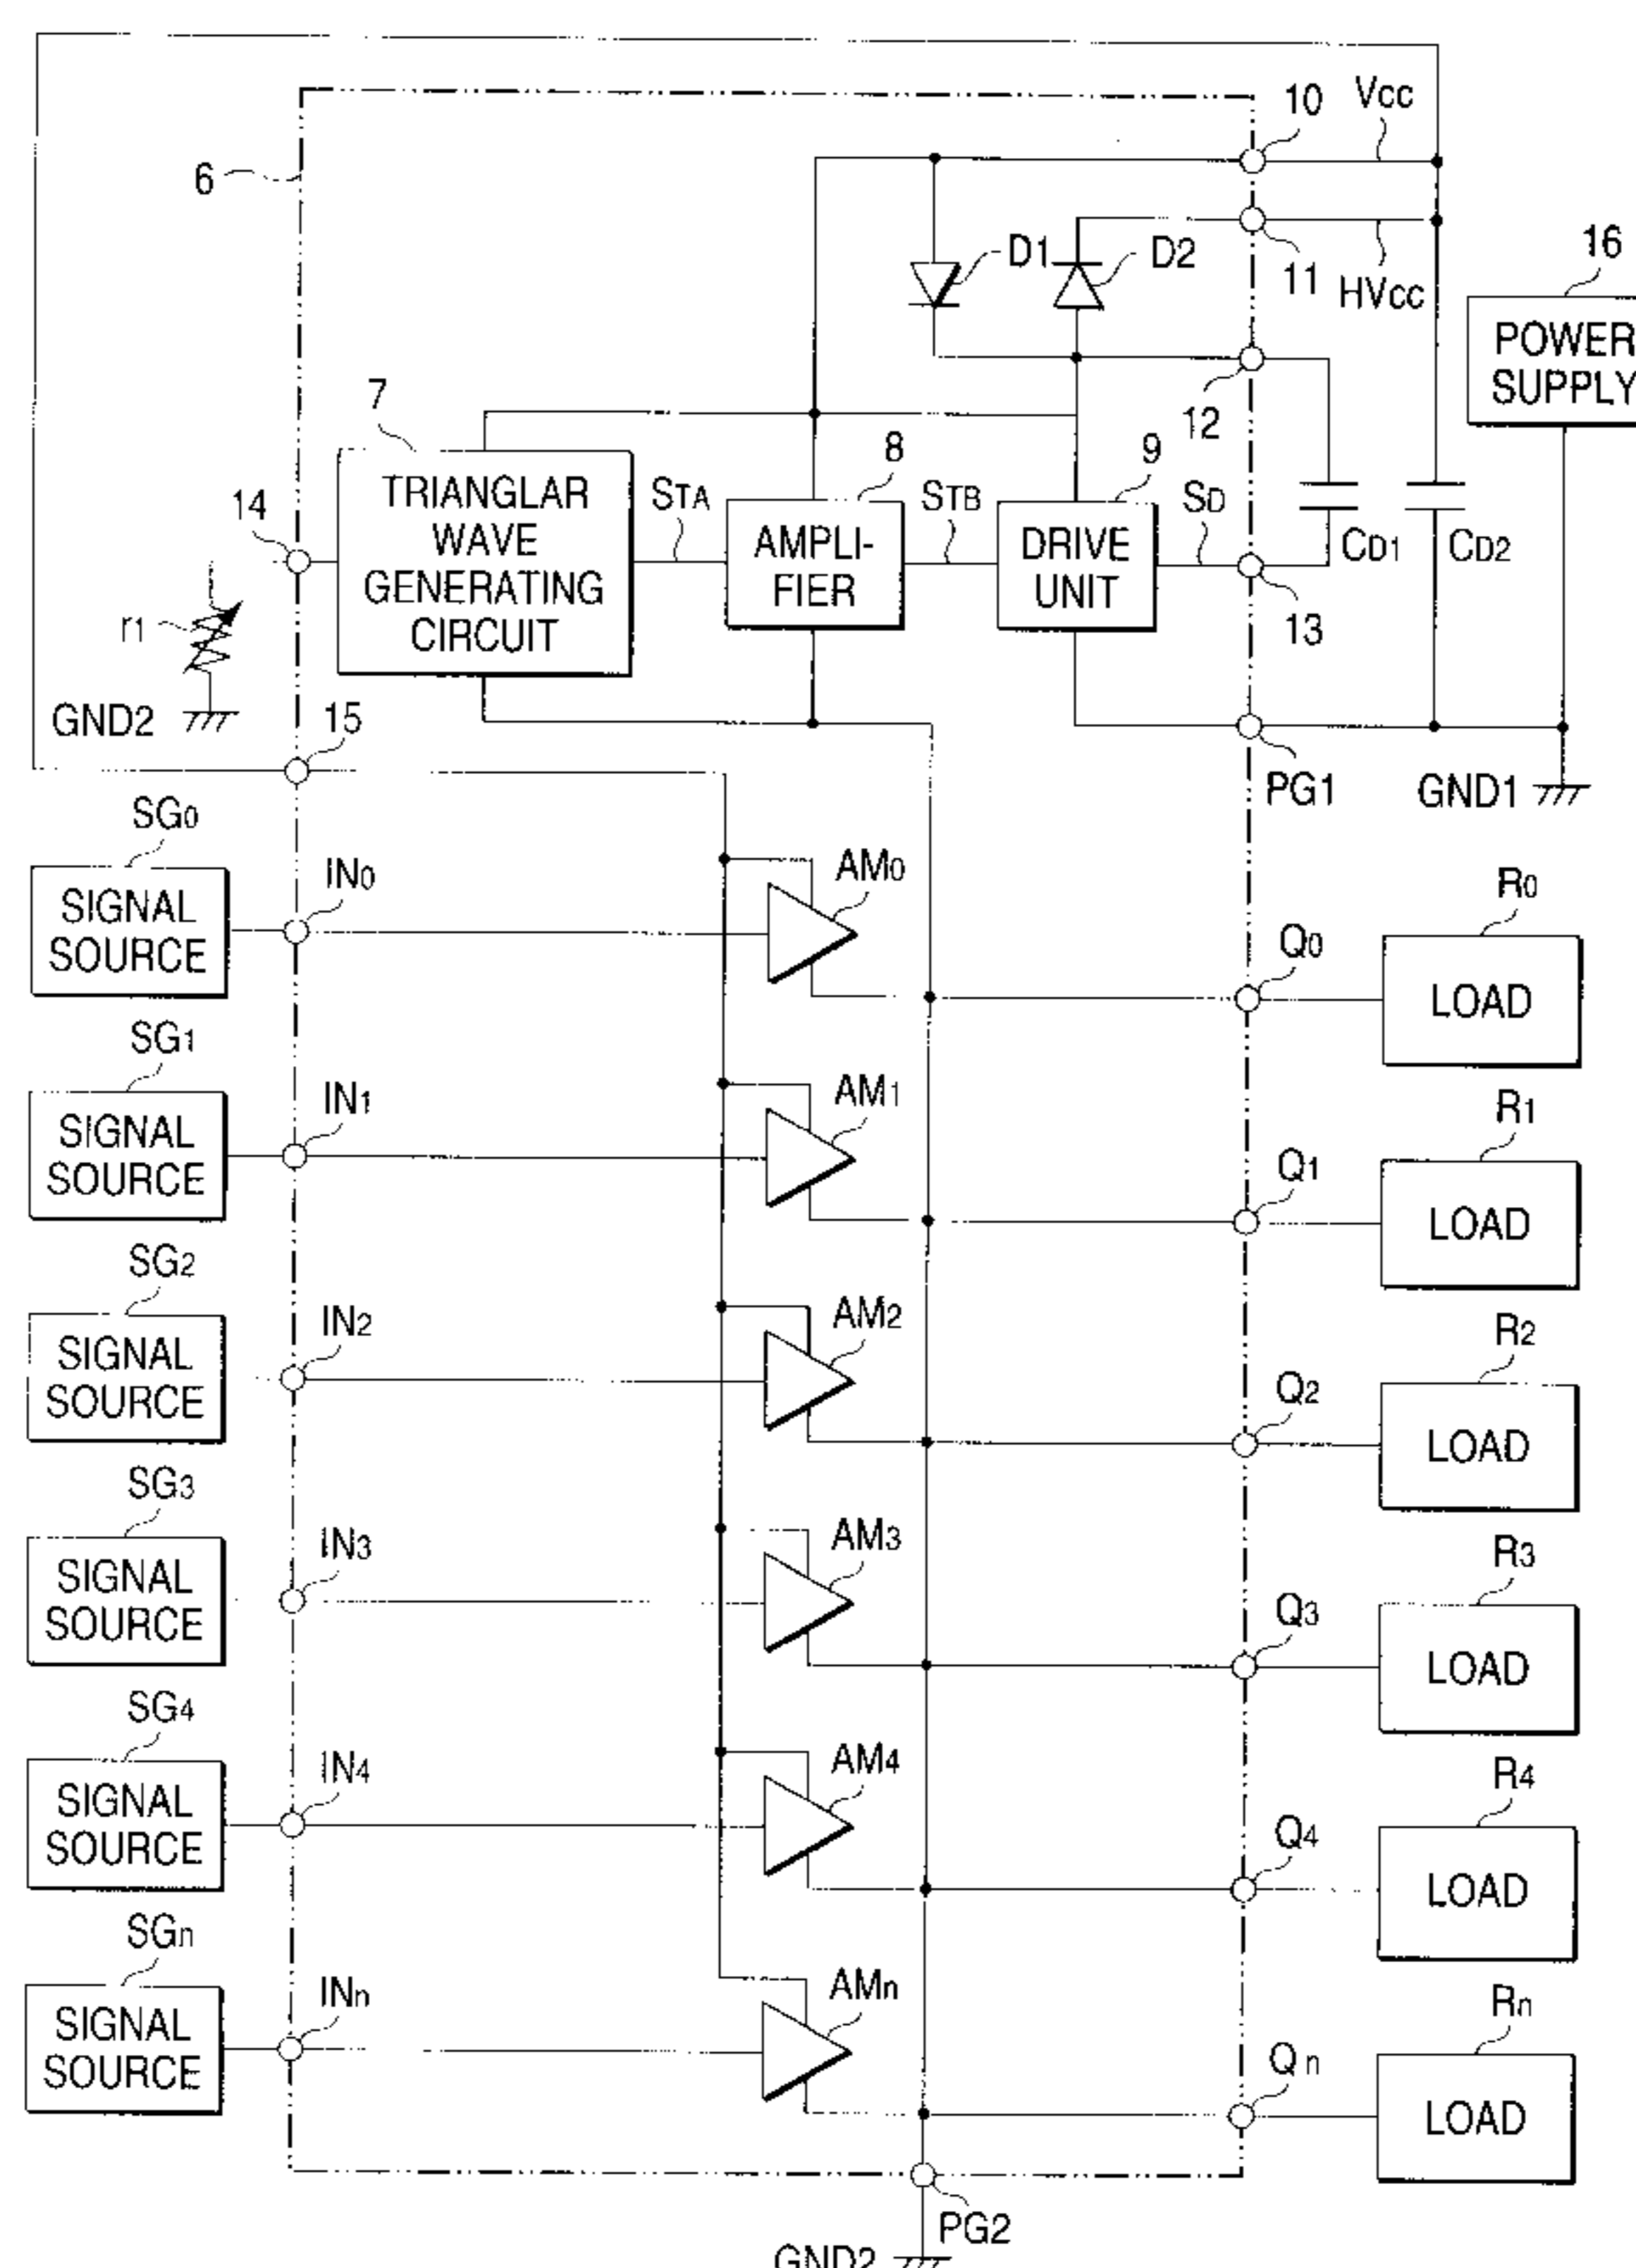 10
Vcc
6
D1
D2
11
HVcc
16
POWER
SUPPLY
12
7
8
9
TRIANGLAR
WAVE
GENERATING
CIRCUIT
STA
AMPLI-
FIER
STB
DRIVE
UNIT
SD
CD1
CD2
14
13
r1
GND2
15
PG1
GND1
SG0
SIGNAL
SOURCE
IN0
AM0
Q0
R0
LOAD
SG1
SIGNAL
SOURCE
IN1
AM1
Q1
R1
LOAD
SG2
SIGNAL
SOURCE
IN2
AM2
Q2
R2
LOAD
SG3
SIGNAL
SOURCE
IN3
AM3
Q3
R3
LOAD
SG4
SIGNAL
SOURCE
IN4
AM4
Q4
R4
LOAD
SGn
SIGNAL
SOURCE
INn
AMn
Qn
Rn
LOAD
PG2
GND2